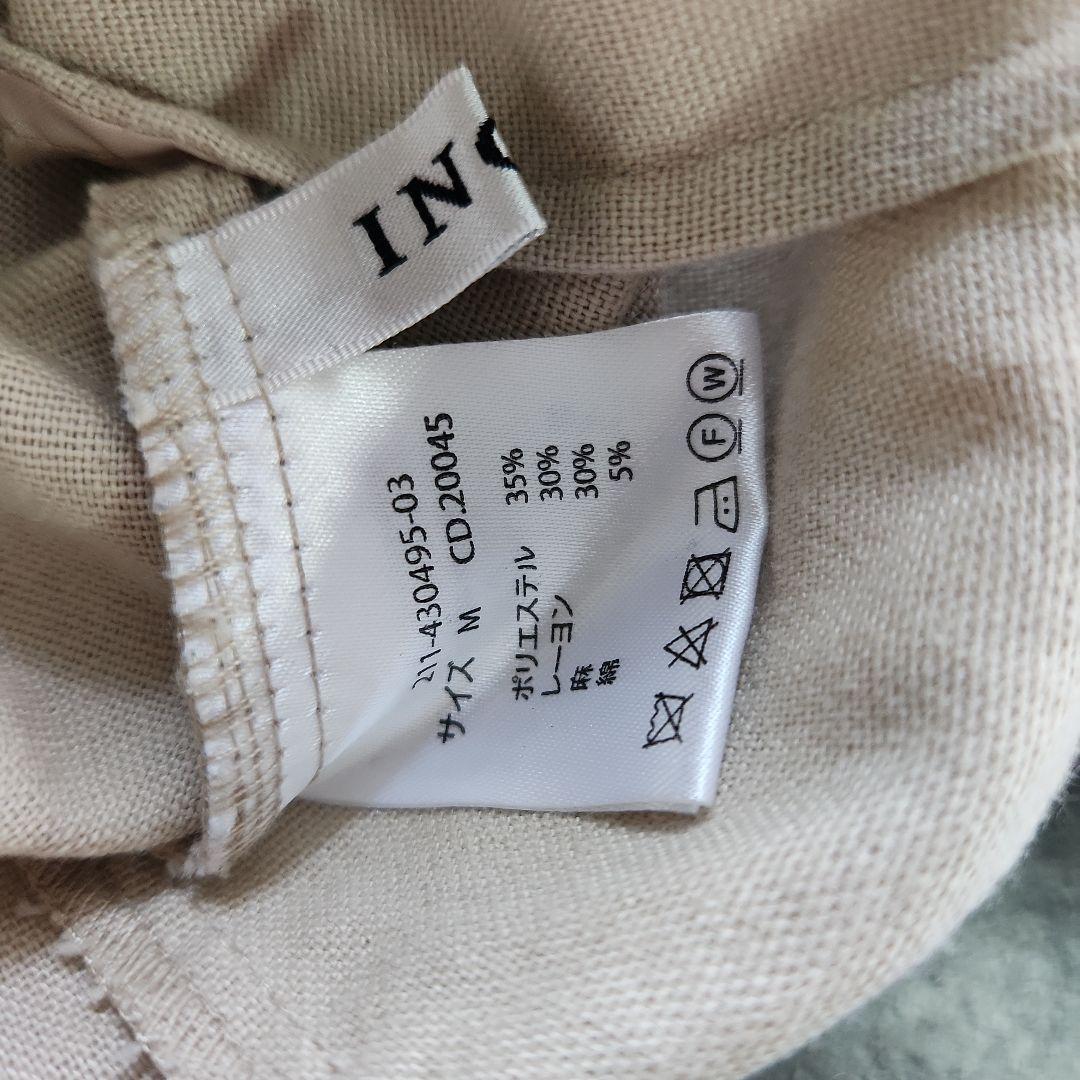 IN
211-430495-03
サイズ M CD.20045
ポリエステル 35%
レーヨン 30%
麻 30%
綿 5%
F W